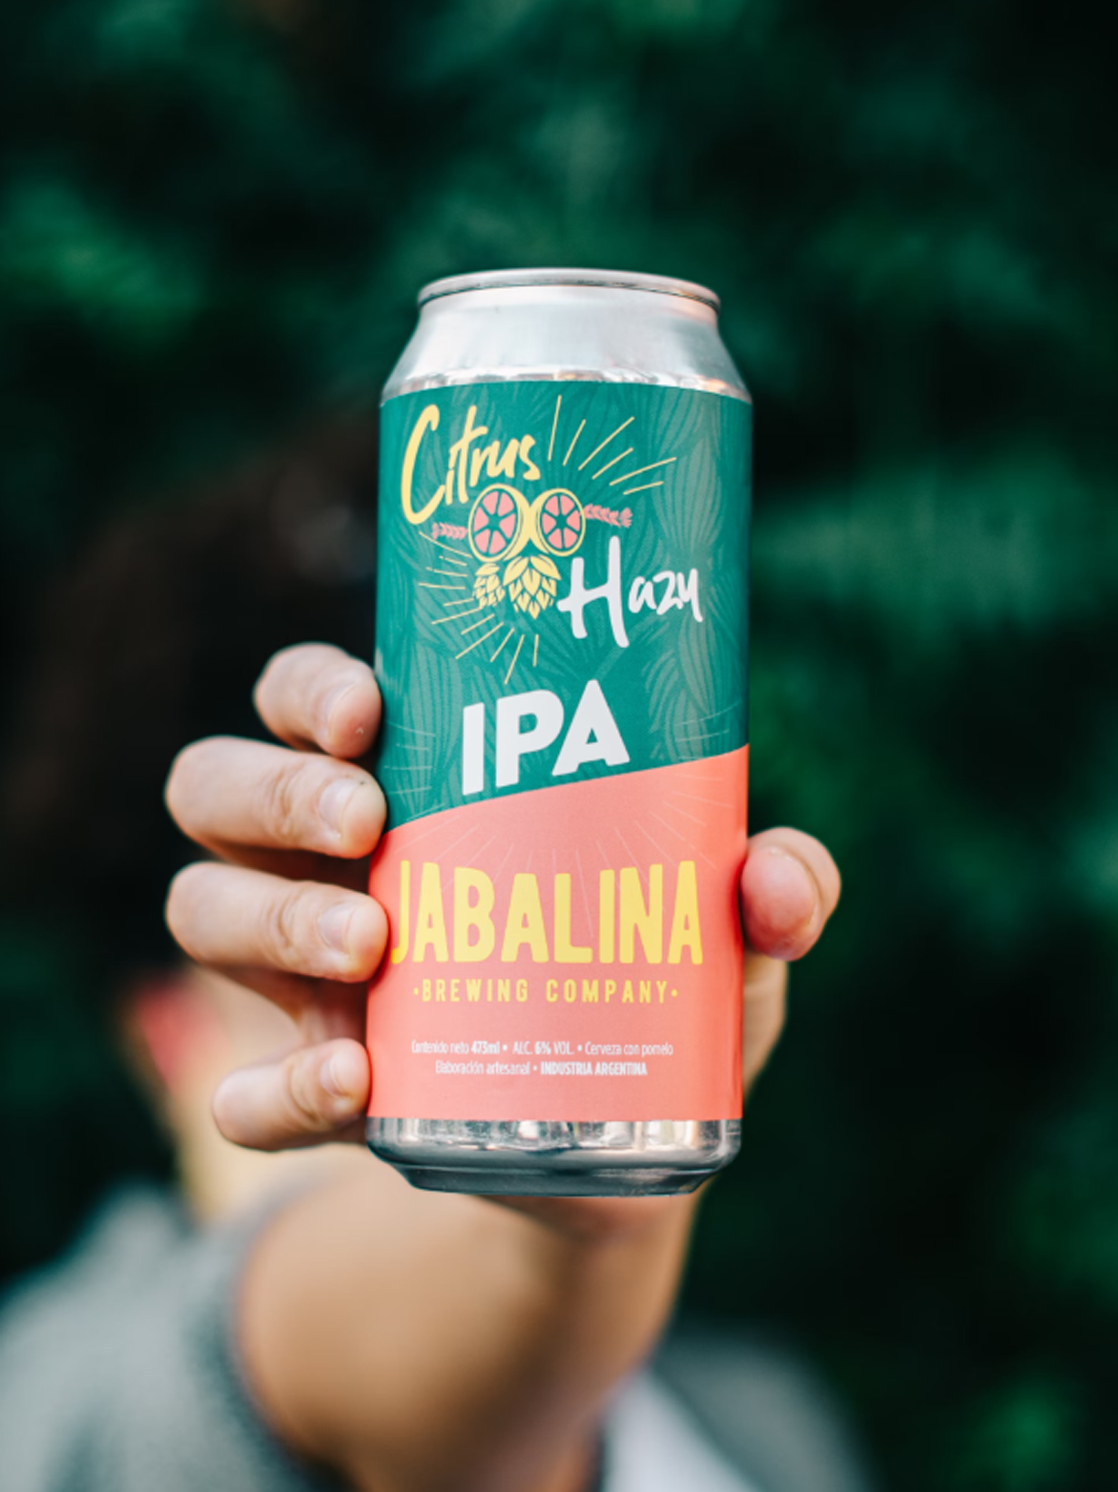 Citrus
Hazy
IPA
JABALINA
·BREWING COMPANY·
Contenido neto 473ml • ALC. 6% VOL. • Cerveza con pomelo
Elaboración artesanal • INDUSTRIA ARGENTINA